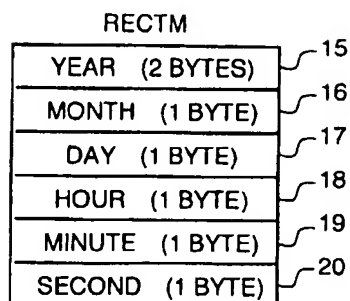 RECTM
YEAR (2 BYTES) 15
MONTH (1 BYTE) 16
DAY (1 BYTE) 17
HOUR (1 BYTE) 18
MINUTE (1 BYTE) 19
SECOND (1 BYTE) 20